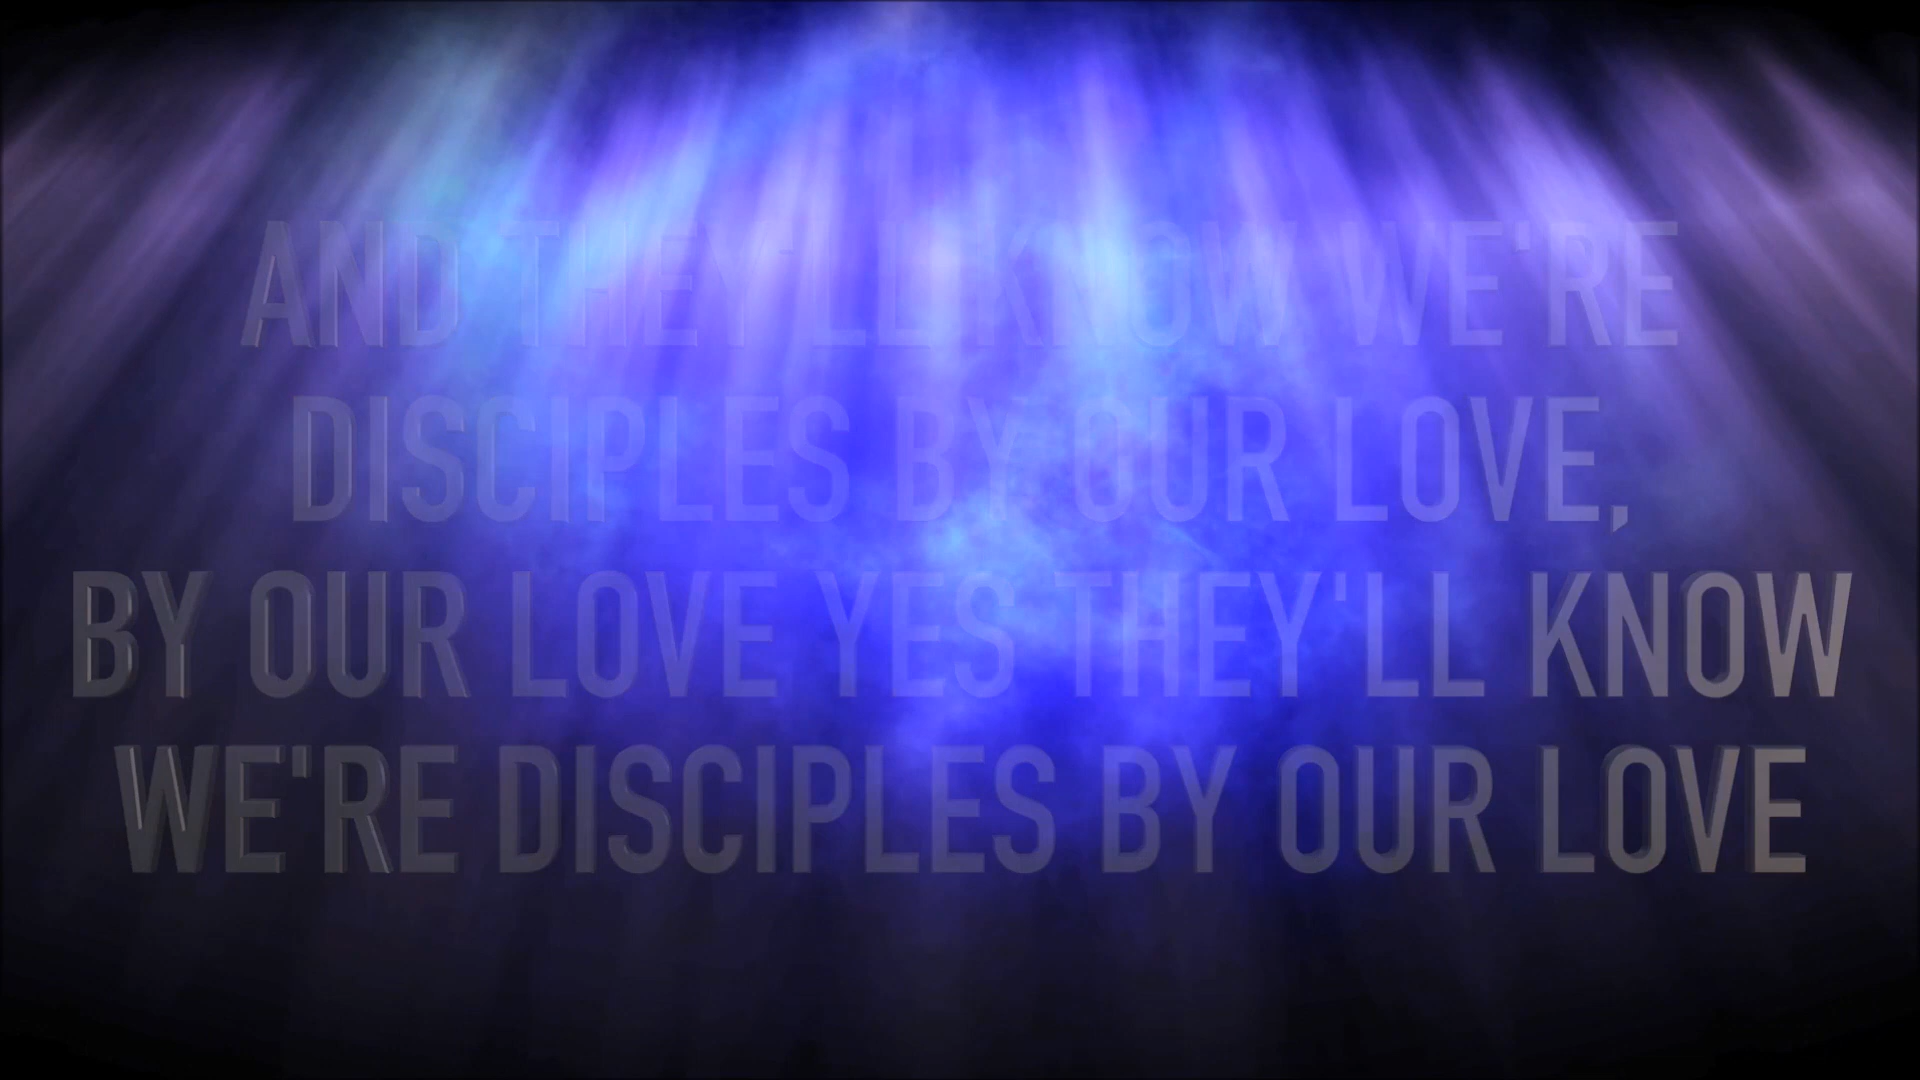 AND THEY'LL KNOW WE'RE
DISCIPLES BY OUR LOVE,
BY OUR LOVE YES THEY'LL KNOW
WE'RE DISCIPLES BY OUR LOVE